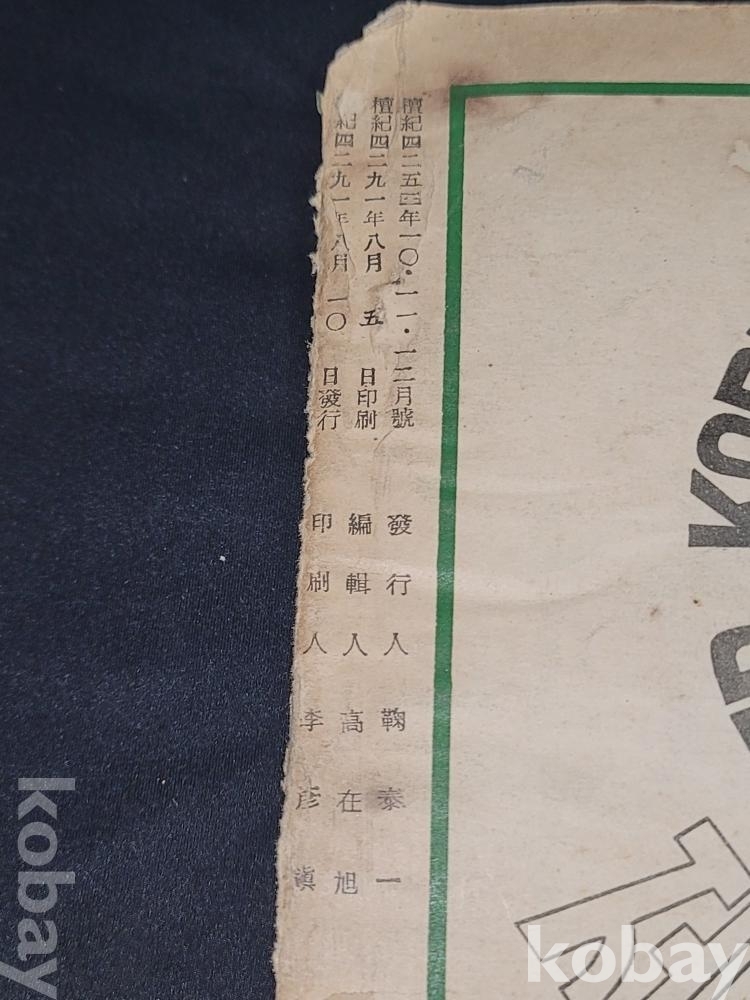 檀紀四二五三年一〇・一一・一二月號
檀紀四二九一年八月 五 日印刷
紀四二九一年八月 一〇 日發行
發行人 鞠泰一
編輯人 高在旭
印刷人 李彦
KOR
kobay
kobay